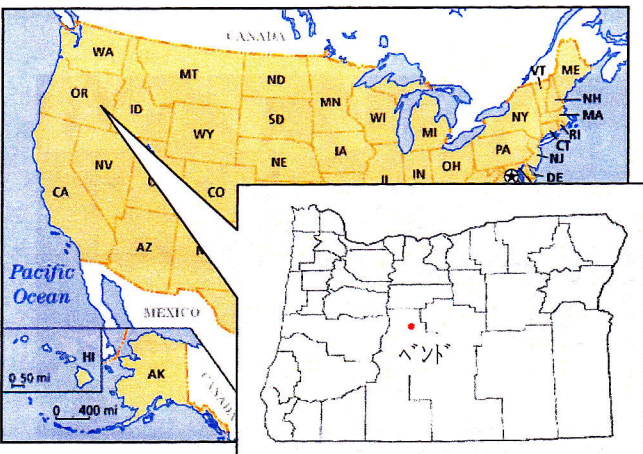 CANADA
WA
MT
ND
MN
VT
ME
OR
ID
SD
WI
MI
NY
NH
MA
RI
CT
WY
IA
PA
NJ
NV
NE
OH
DE
CA
CO
IN
AZ
Pacific
Ocean
MEXICO
HI
0 50 mi
AK
CANADA
0 400 mi
ベンド